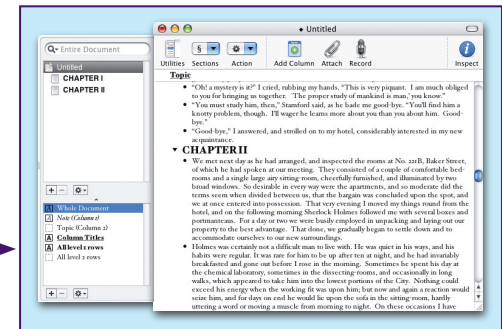 Untitled
Entire Document
Untitled
CHAPTER I
CHAPTER II
Whole Document
Note (Column 1)
Topic (Column 2)
Column Titles
All level 1 rows
All level 2 rows
Utilities Sections Action Add Column Attach Record Inspect
Topic
• "Oh! a mystery is it?" I cried, rubbing my hands. "This is very piquant. I am much obliged
to you for bringing us together. 'The proper study of mankind is man,' you know."
• "You must study him, then," Stamford said, as he bade me good-bye. "You'll find him a
knotty problem, though. I'll wager he learns more about you than you about him. Good-
bye."
• "Good-bye," I answered, and strolled on to my hotel, considerably interested in my new
acquaintance.
CHAPTER II
• We met next day as he had arranged, and inspected the rooms at No. 221B, Baker Street,
of which he had spoken at our meeting. They consisted of a couple of comfortable bed-
rooms and a single large airy sitting-room, cheerfully furnished, and illuminated by two
broad windows. So desirable in every way were the apartments, and so moderate did the
terms seem when divided between us, that the bargain was concluded upon the spot, and
we at once entered into possession. That very evening I moved my things round from the
hotel, and on the following morning Sherlock Holmes followed me with several boxes and
portmanteaus. For a day or two we were busily employed in unpacking and laying out our
property to the best advantage. That done, we gradually began to settle down and to
accommodate ourselves to our new surroundings.
• Holmes was certainly not a difficult man to live with. He was quiet in his ways, and his
habits were regular. It was rare for him to be up after ten at night, and he had invariably
breakfasted and gone out before I rose in the morning. Sometimes he spent his day at
the chemical laboratory, sometimes in the dissecting-rooms, and occasionally in long
walks, which appeared to take him into the lowest portions of the City. Nothing could
exceed his energy when the working fit was upon him; but now and again a reaction would
seize him, and for days on end he would lie upon the sofa in the sitting-room, hardly
uttering a word or moving a muscle from morning to night. On these occasions I have